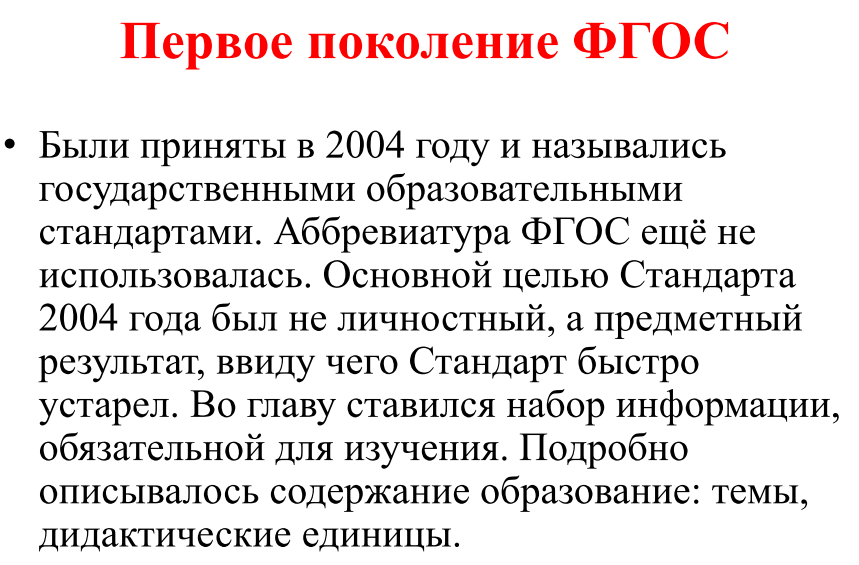 Первое поколение ФГОС
• Были приняты в 2004 году и назывались
государственными образовательными
стандартами. Аббревиатура ФГОС ещё не
использовалась. Основной целью Стандарта
2004 года был не личностный, а предметный
результат, ввиду чего Стандарт быстро
устарел. Во главу ставился набор информации,
обязательной для изучения. Подробно
описывалось содержание образование: темы,
дидактические единицы.